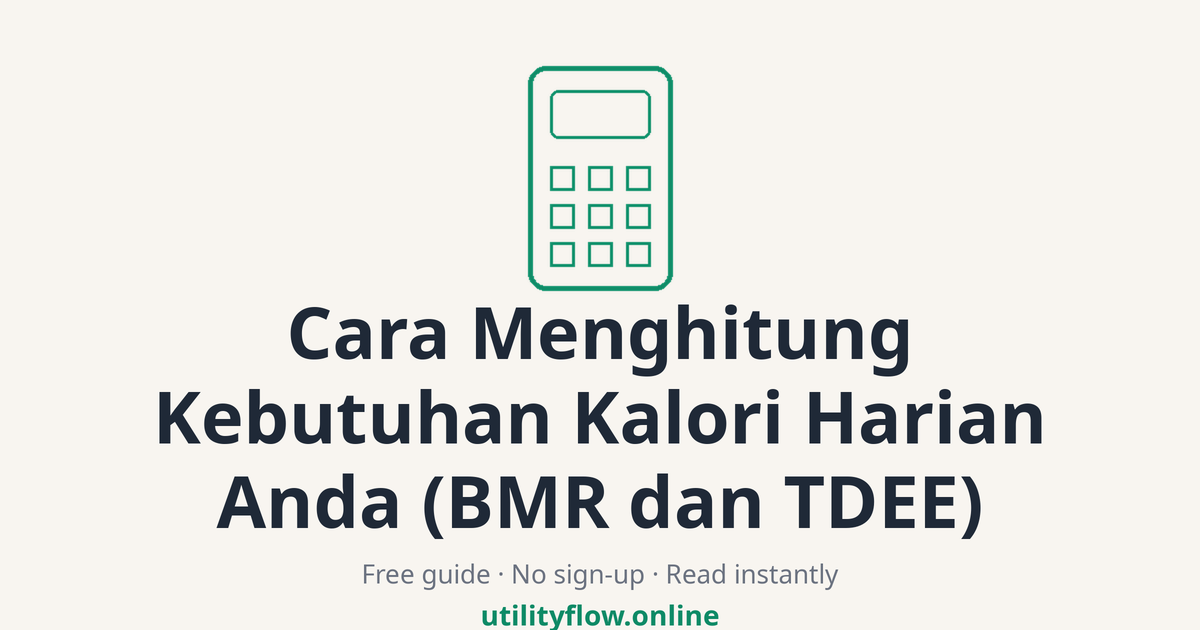 Cara Menghitung
Kebutuhan Kalori Harian
Anda (BMR dan TDEE)
Free guide · No sign-up · Read instantly
utilityflow.online